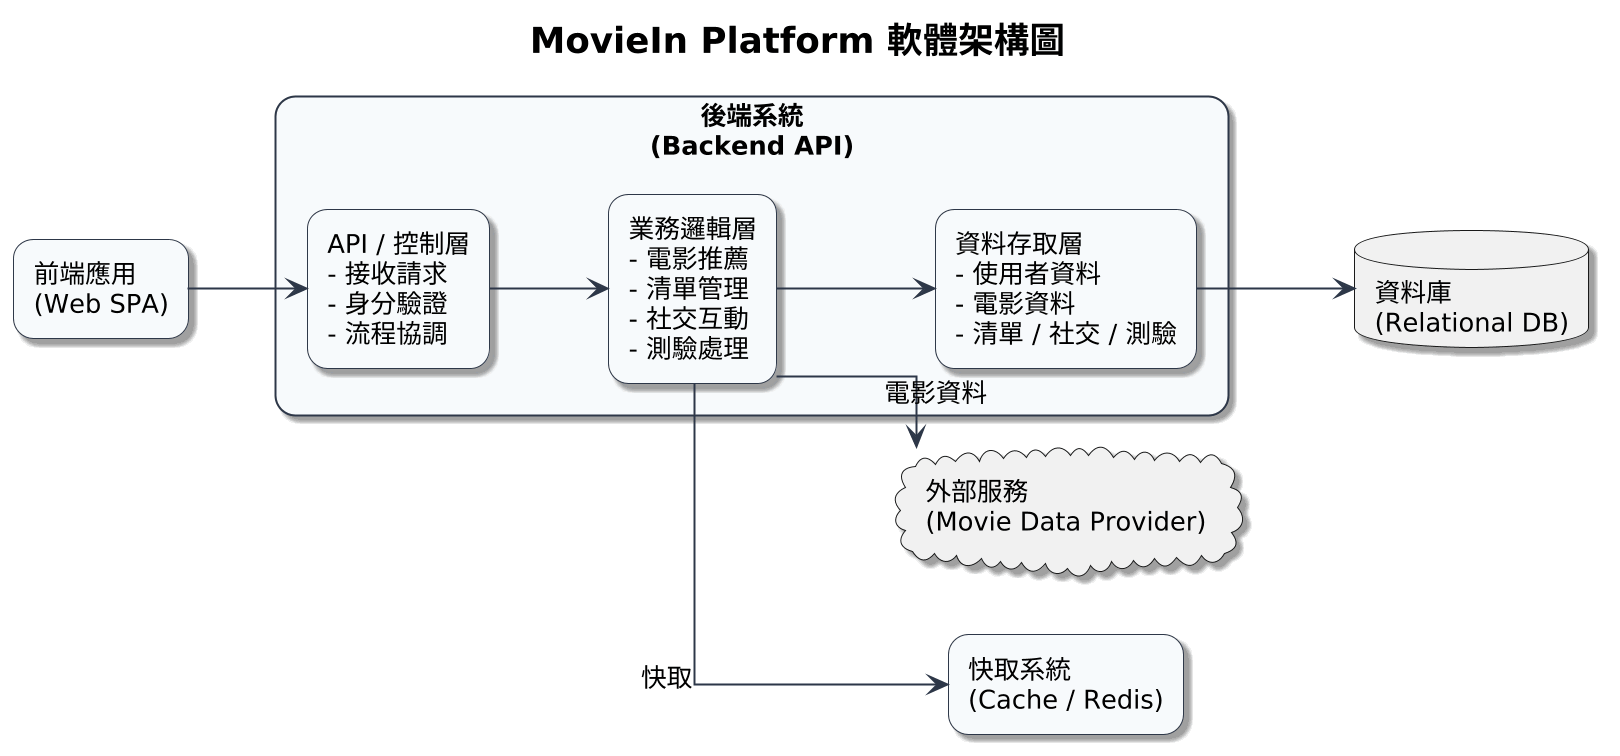 MovieIn Platform 軟體架構圖
後端系統
(Backend API)
前端應用
(Web SPA)
API / 控制層
- 接收請求
- 身分驗證
- 流程協調
業務邏輯層
- 電影推薦
- 清單管理
- 社交互動
- 測驗處理
資料存取層
- 使用者資料
- 電影資料
- 清單 / 社交 / 測驗
資料庫
(Relational DB)
電影資料
外部服務
(Movie Data Provider)
快取
快取系統
(Cache / Redis)